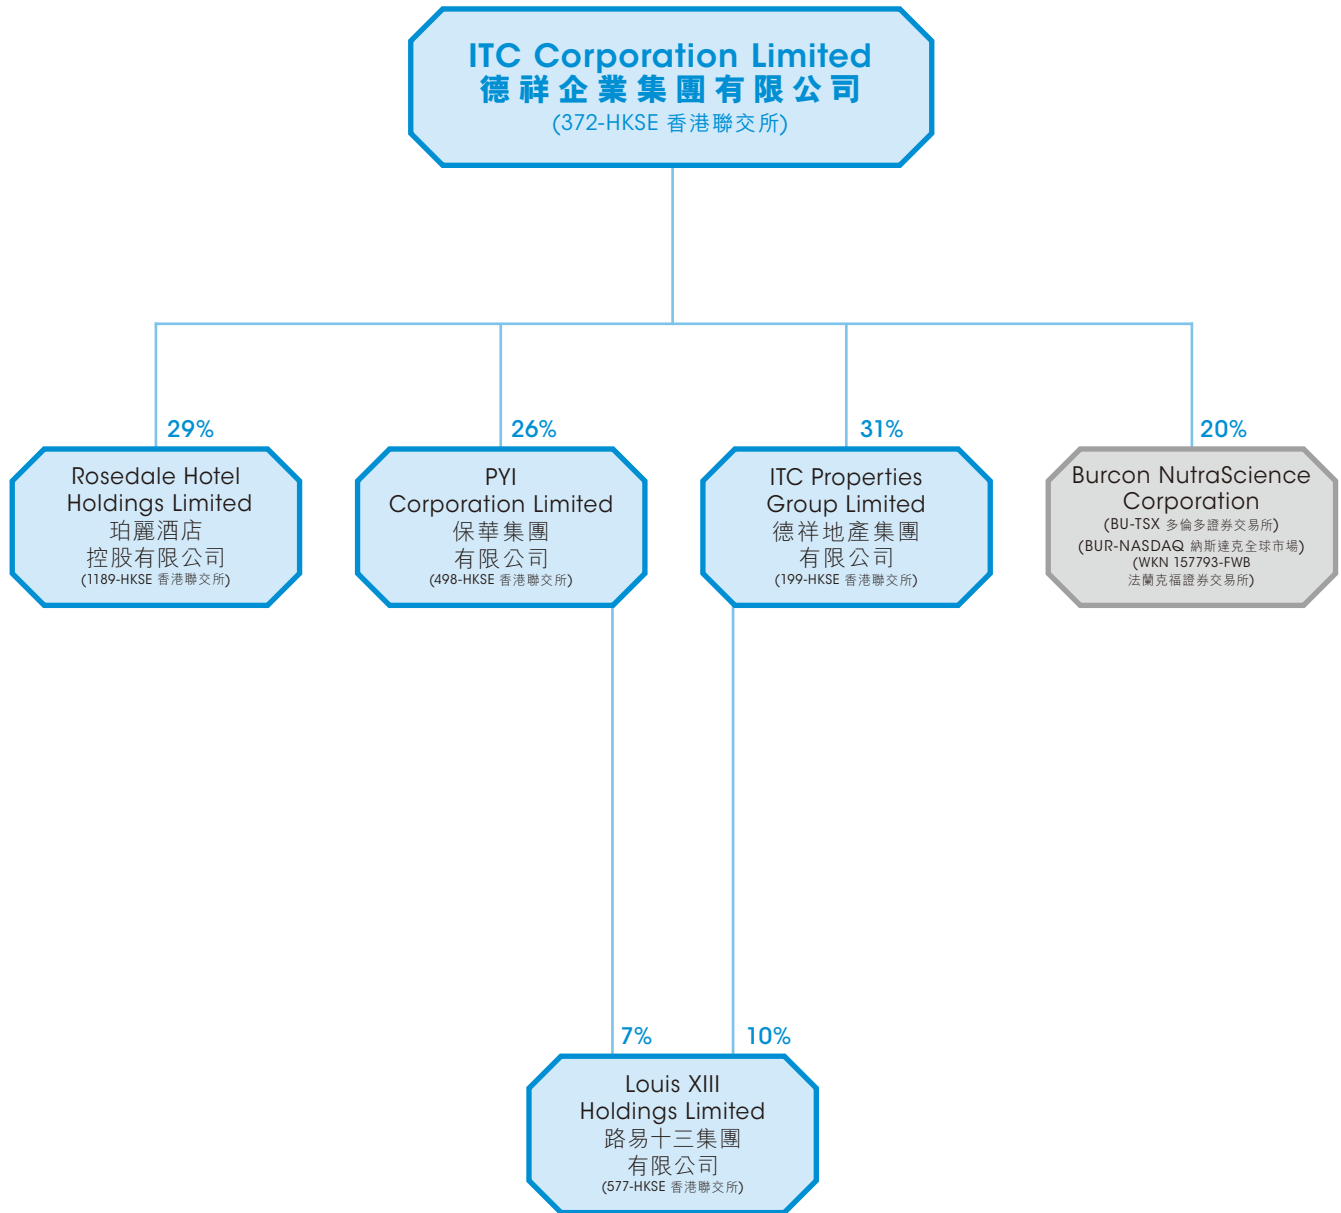 ITC Corporation Limited
德祥企業集團有限公司
(372-HKSE 香港聯交所)
29%
26%
31%
20%
Rosedale Hotel
Holdings Limited
珀麗酒店
控股有限公司
(1189-HKSE 香港聯交所)
PYI
Corporation Limited
保華集團
有限公司
(498-HKSE 香港聯交所)
ITC Properties
Group Limited
德祥地產集團
有限公司
(199-HKSE 香港聯交所)
Burcon NutraScience
Corporation
(BU-TSX 多倫多證券交易所)
(BUR-NASDAQ 納斯達克全球市場)
(WKN 157793-FWB
法蘭克福證券交易所)
7%
10%
Louis XIII
Holdings Limited
路易十三集團
有限公司
(577-HKSE 香港聯交所)